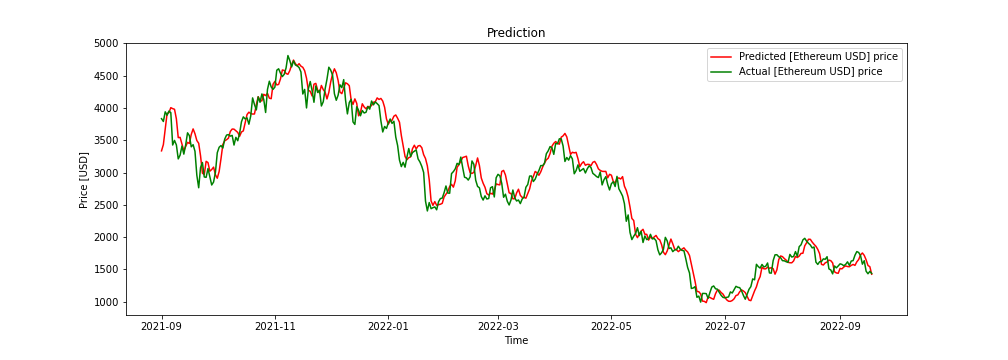 Prediction
Predicted [Ethereum USD] price
Actual [Ethereum USD] price
Price [USD]
5000
4500
4000
3500
3000
2500
2000
1500
1000
2021-09 2021-11 2022-01 2022-03 2022-05 2022-07 2022-09
Time